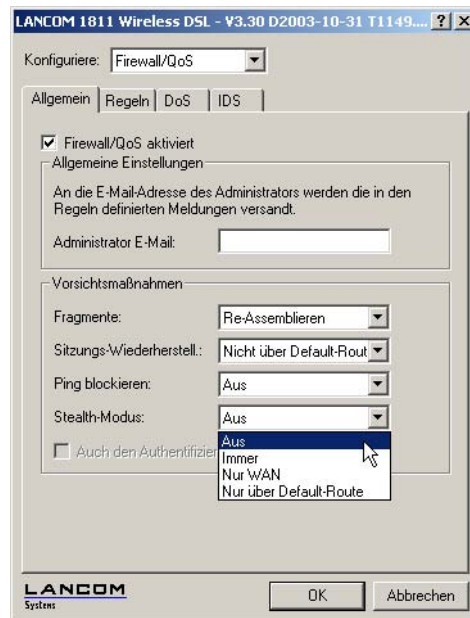 LANCOM 1811 Wireless DSL - V3.30 D2003-10-31 T1149....
Konfiguriere: Firewall/QoS
Allgemein Regeln DoS IDS
Firewall/QoS aktiviert
Allgemeine Einstellungen
An die E-Mail-Adresse des Administrators werden die in den
Regeln definierten Meldungen versandt.
Administrator E-Mail:
Vorsichtsmaßnahmen
Fragmente: Re-Assemblieren
Sitzungs-Wiederherstell.: Nicht über Default-Rout
Ping blockieren: Aus
Stealth-Modus: Aus
Aus
Auch den Authentifizier
Immer
Nur WAN
Nur über Default-Route
LANCOM
Systems
OK Abbrechen